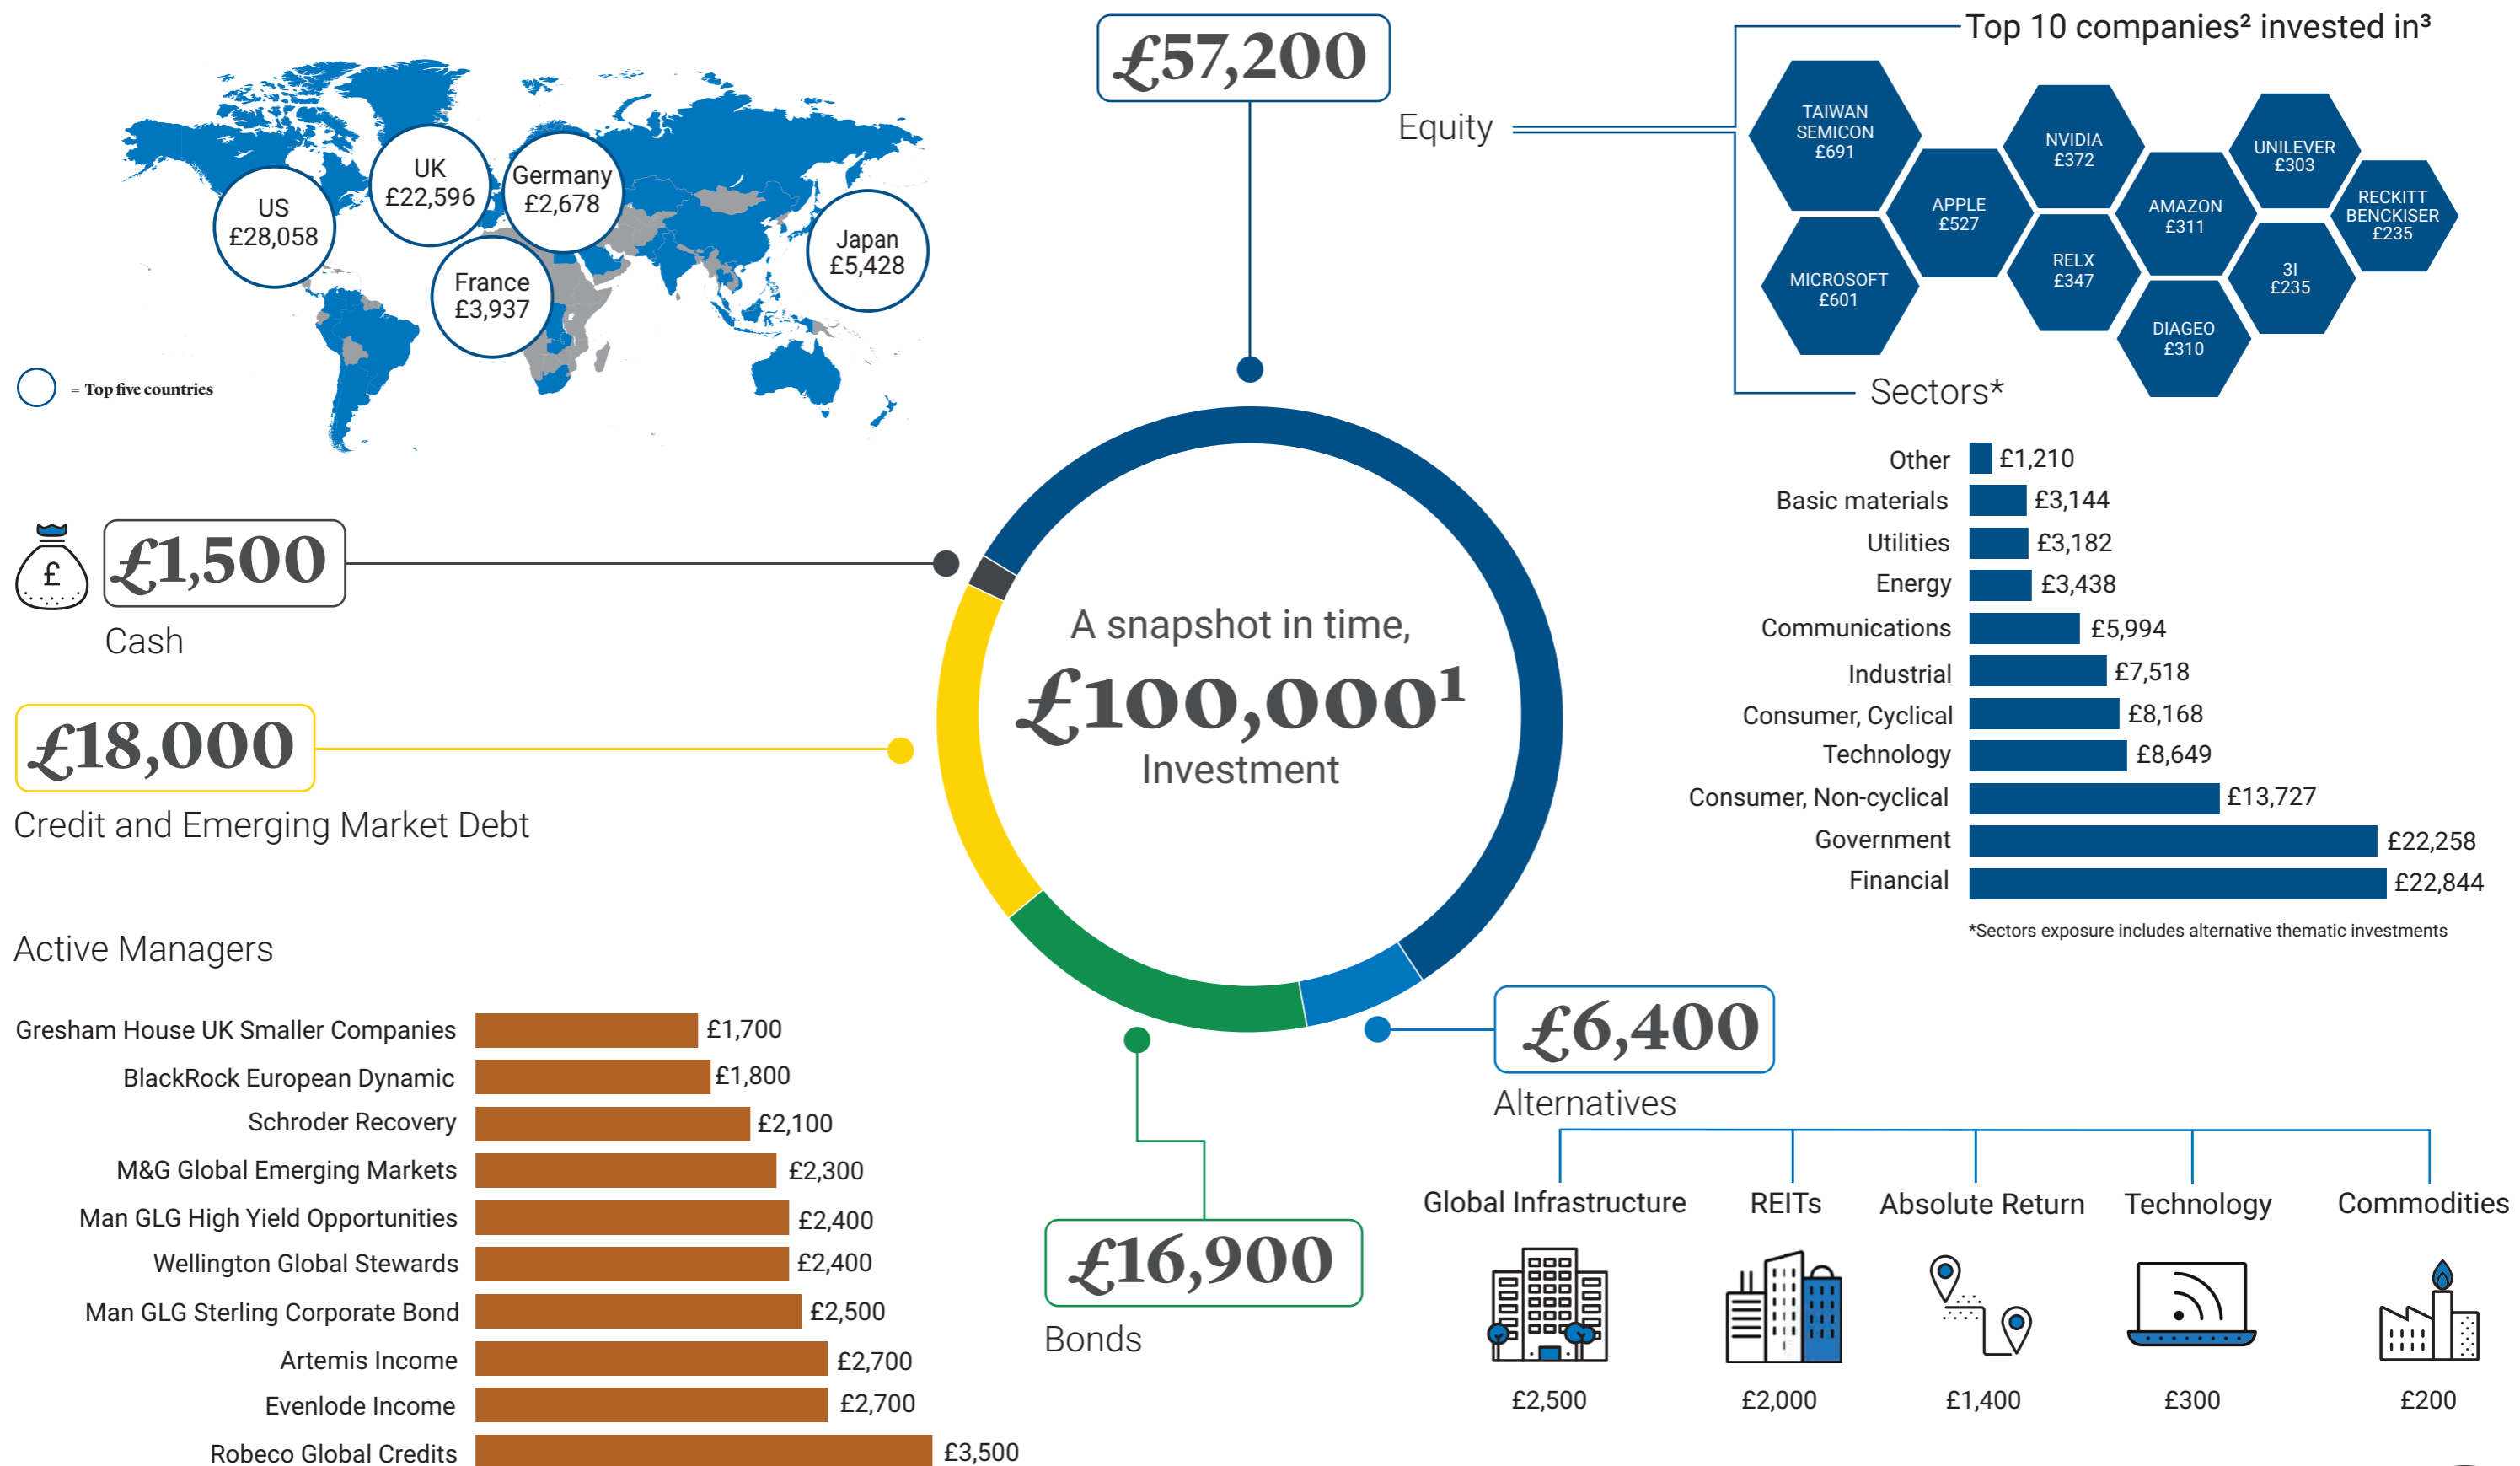 US
£28,058
UK
£22,596
Germany
£2,678
France
£3,937
Japan
£5,428
= Top five countries
£57,200
Equity
Top 10 companies² invested in³
TAIWAN
SEMICON
£691
MICROSOFT
£601
APPLE
£527
NVIDIA
£372
RELX
£347
AMAZON
£311
DIAGEO
£310
UNILEVER
£303
3I
£235
RECKITT
BENCKISER
£235
Sectors*
Other £1,210
Basic materials £3,144
Utilities £3,182
Energy £3,438
Communications £5,994
Industrial £7,518
Consumer, Cyclical £8,168
Technology £8,649
Consumer, Non-cyclical £13,727
Government £22,258
Financial £22,844
*Sectors exposure includes alternative thematic investments
£
£1,500
Cash
£18,000
Credit and Emerging Market Debt
A snapshot in time,
£100,000¹
Investment
Active Managers
Gresham House UK Smaller Companies £1,700
BlackRock European Dynamic £1,800
Schroder Recovery £2,100
M&G Global Emerging Markets £2,300
Man GLG High Yield Opportunities £2,400
Wellington Global Stewards £2,400
Man GLG Sterling Corporate Bond £2,500
Artemis Income £2,700
Evenlode Income £2,700
Robeco Global Credits £3,500
£16,900
Bonds
£6,400
Alternatives
Global Infrastructure
£2,500
REITs
£2,000
Absolute Return
£1,400
Technology
£300
Commodities
£200